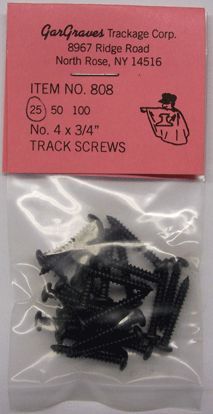 GarGraves Trackage Corp.
8967 Ridge Road
North Rose, NY 14516
ITEM NO. 808
25 50 100
No. 4 x 3/4"
TRACK SCREWS